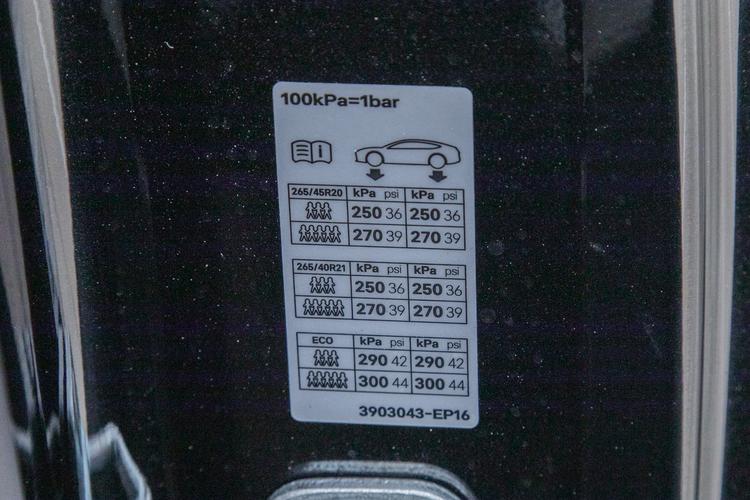 100kPa=1bar
265/45R20 kPa psi kPa psi
250 36 250 36
270 39 270 39
265/40R21 kPa psi kPa psi
250 36 250 36
270 39 270 39
ECO kPa psi kPa psi
290 42 290 42
300 44 300 44
3903043-EP16